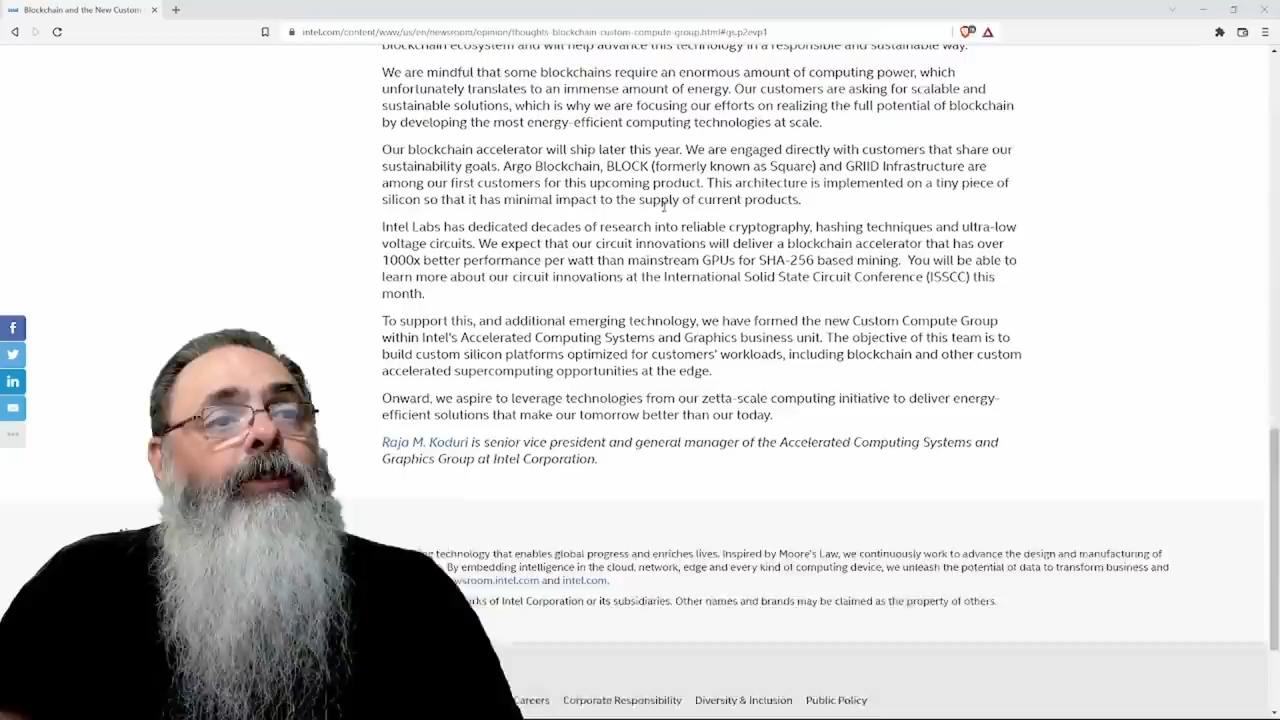 Blockchain and the New Custom
intel.com/content/www/us/en/newsroom/opinion/thoughts-blockchain-custom-compute-group.html#gs.p2evp1
blockchain ecosystem and will help advance this technology in a responsible and sustainable way.
We are mindful that some blockchains require an enormous amount of computing power, which
unfortunately translates to an immense amount of energy. Our customers are asking for scalable and
sustainable solutions, which is why we are focusing our efforts on realizing the full potential of blockchain
by developing the most energy-efficient computing technologies at scale.
Our blockchain accelerator will ship later this year. We are engaged directly with customers that share our
sustainability goals. Argo Blockchain, BLOCK (formerly known as Square) and GRIID Infrastructure are
among our first customers for this upcoming product. This architecture is implemented on a tiny piece of
silicon so that it has minimal impact to the supply of current products.
Intel Labs has dedicated decades of research into reliable cryptography, hashing techniques and ultra-low
voltage circuits. We expect that our circuit innovations will deliver a blockchain accelerator that has over
1000x better performance per watt than mainstream GPUs for SHA-256 based mining. You will be able to
learn more about our circuit innovations at the International Solid State Circuit Conference (ISSCC) this
month.
To support this, and additional emerging technology, we have formed the new Custom Compute Group
within Intel's Accelerated Computing Systems and Graphics business unit. The objective of this team is to
build custom silicon platforms optimized for customers' workloads, including blockchain and other custom
accelerated supercomputing opportunities at the edge.
Onward, we aspire to leverage technologies from our zetta-scale computing initiative to deliver energy-
efficient solutions that make our tomorrow better than our today.
Raja M. Koduri is senior vice president and general manager of the Accelerated Computing Systems and
Graphics Group at Intel Corporation.
technology that enables global progress and enriches lives. Inspired by Moore's Law, we continuously work to advance the design and manufacturing of
By embedding intelligence in the cloud, network, edge and every kind of computing device, we unleash the potential of data to transform business and
wsroom.intel.com and intel.com.
of Intel Corporation or its subsidiaries. Other names and brands may be claimed as the property of others.
Careers Corporate Responsibility Diversity & Inclusion Public Policy